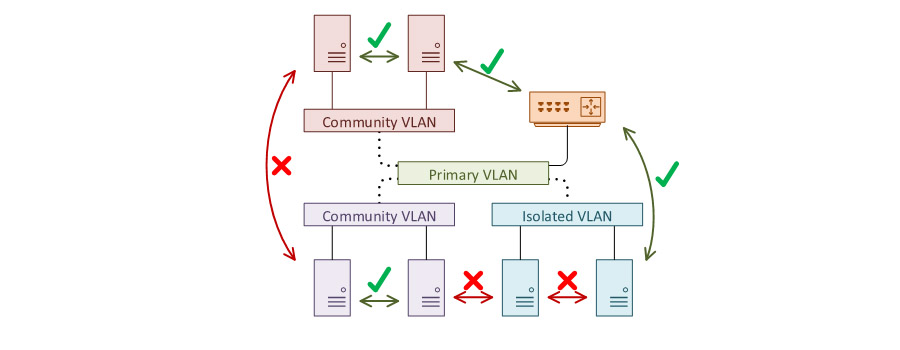 Community VLAN
Primary VLAN
Community VLAN
Isolated VLAN